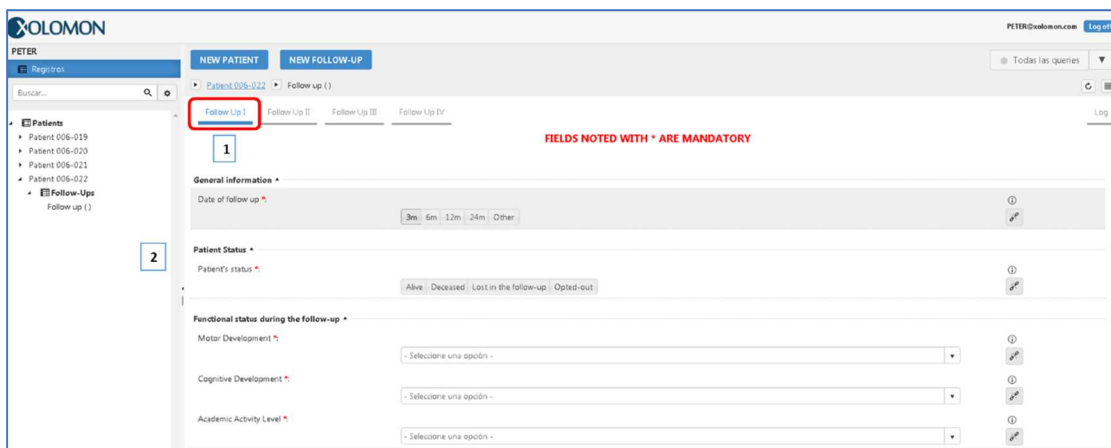 XOLOMON
PETER@xolomon.com Log off
PETER
Registros
Buscar...
Patients
Patient 006-019
Patient 006-020
Patient 006-021
Patient 006-022
Follow-Ups
Follow up ( )
2
NEW PATIENT NEW FOLLOW-UP
Todas las queries
Patient 006-022 Follow up ( )
Follow Up I Follow Up II Follow Up III Follow Up IV Log
1
FIELDS NOTED WITH * ARE MANDATORY
General information
Date of follow up *:
3m 6m 12m 24m Other
Patient Status
Patient's status *:
Alive Deceased Lost in the follow-up Opted-out
Functional status during the follow-up
Motor Development *:
- Seleccione una opción -
Cognitive Development *:
- Seleccione una opción -
Academic Activity Level *:
- Seleccione una opción -